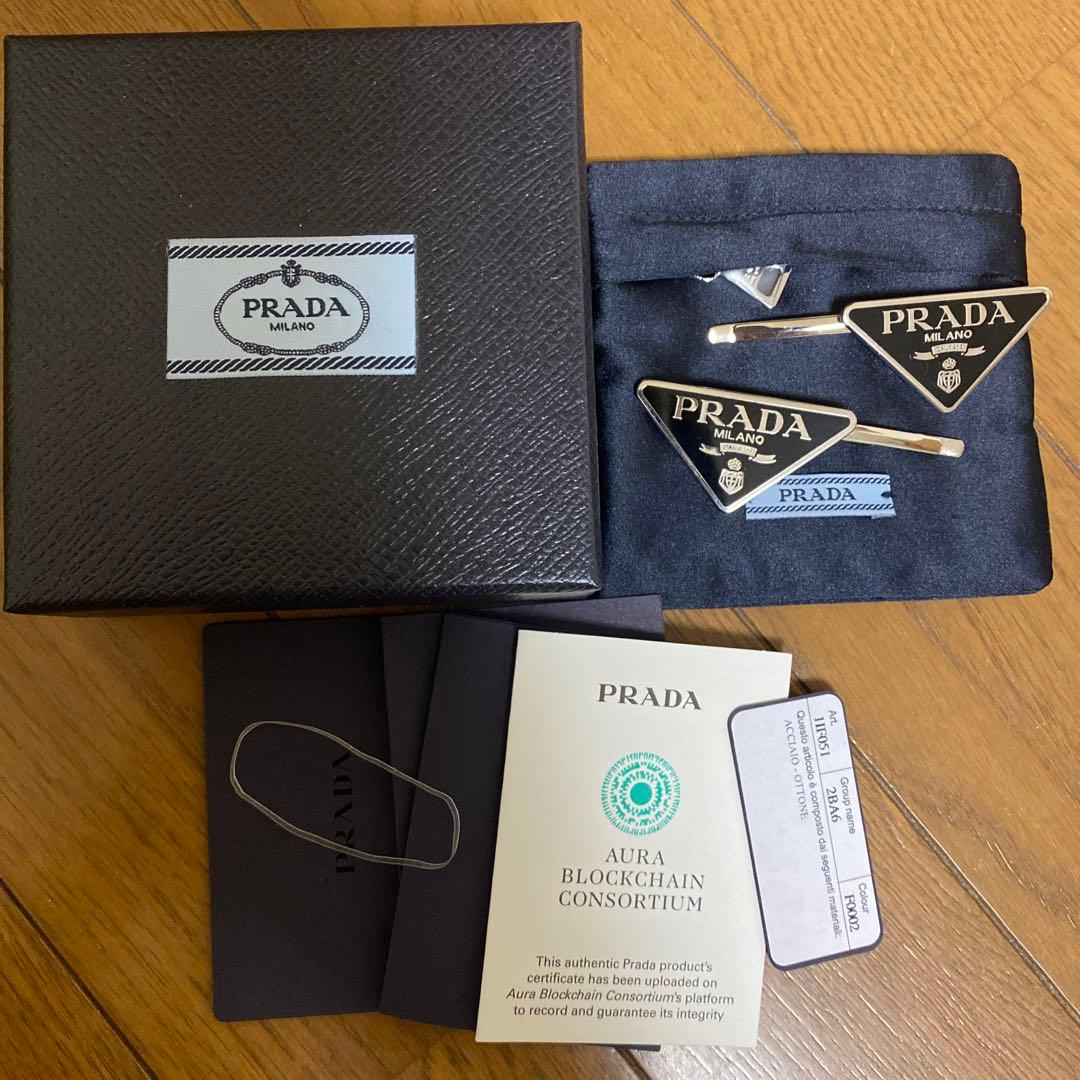 PRADA
MILANO
PRADA
MILANO
PRADA
MILANO
PRADA
PRADA
PRADA
AURA
BLOCKCHAIN
CONSORTIUM
This authentic Prada product's
certificate has been uploaded on
Aura Blockchain Consortium's platform
to record and guarantee its integrity
Art. Group name Colour
1IF051 2BA6 F0002
Questo articolo è composto dai seguenti materiali:
ACCIAIO - OTTONE